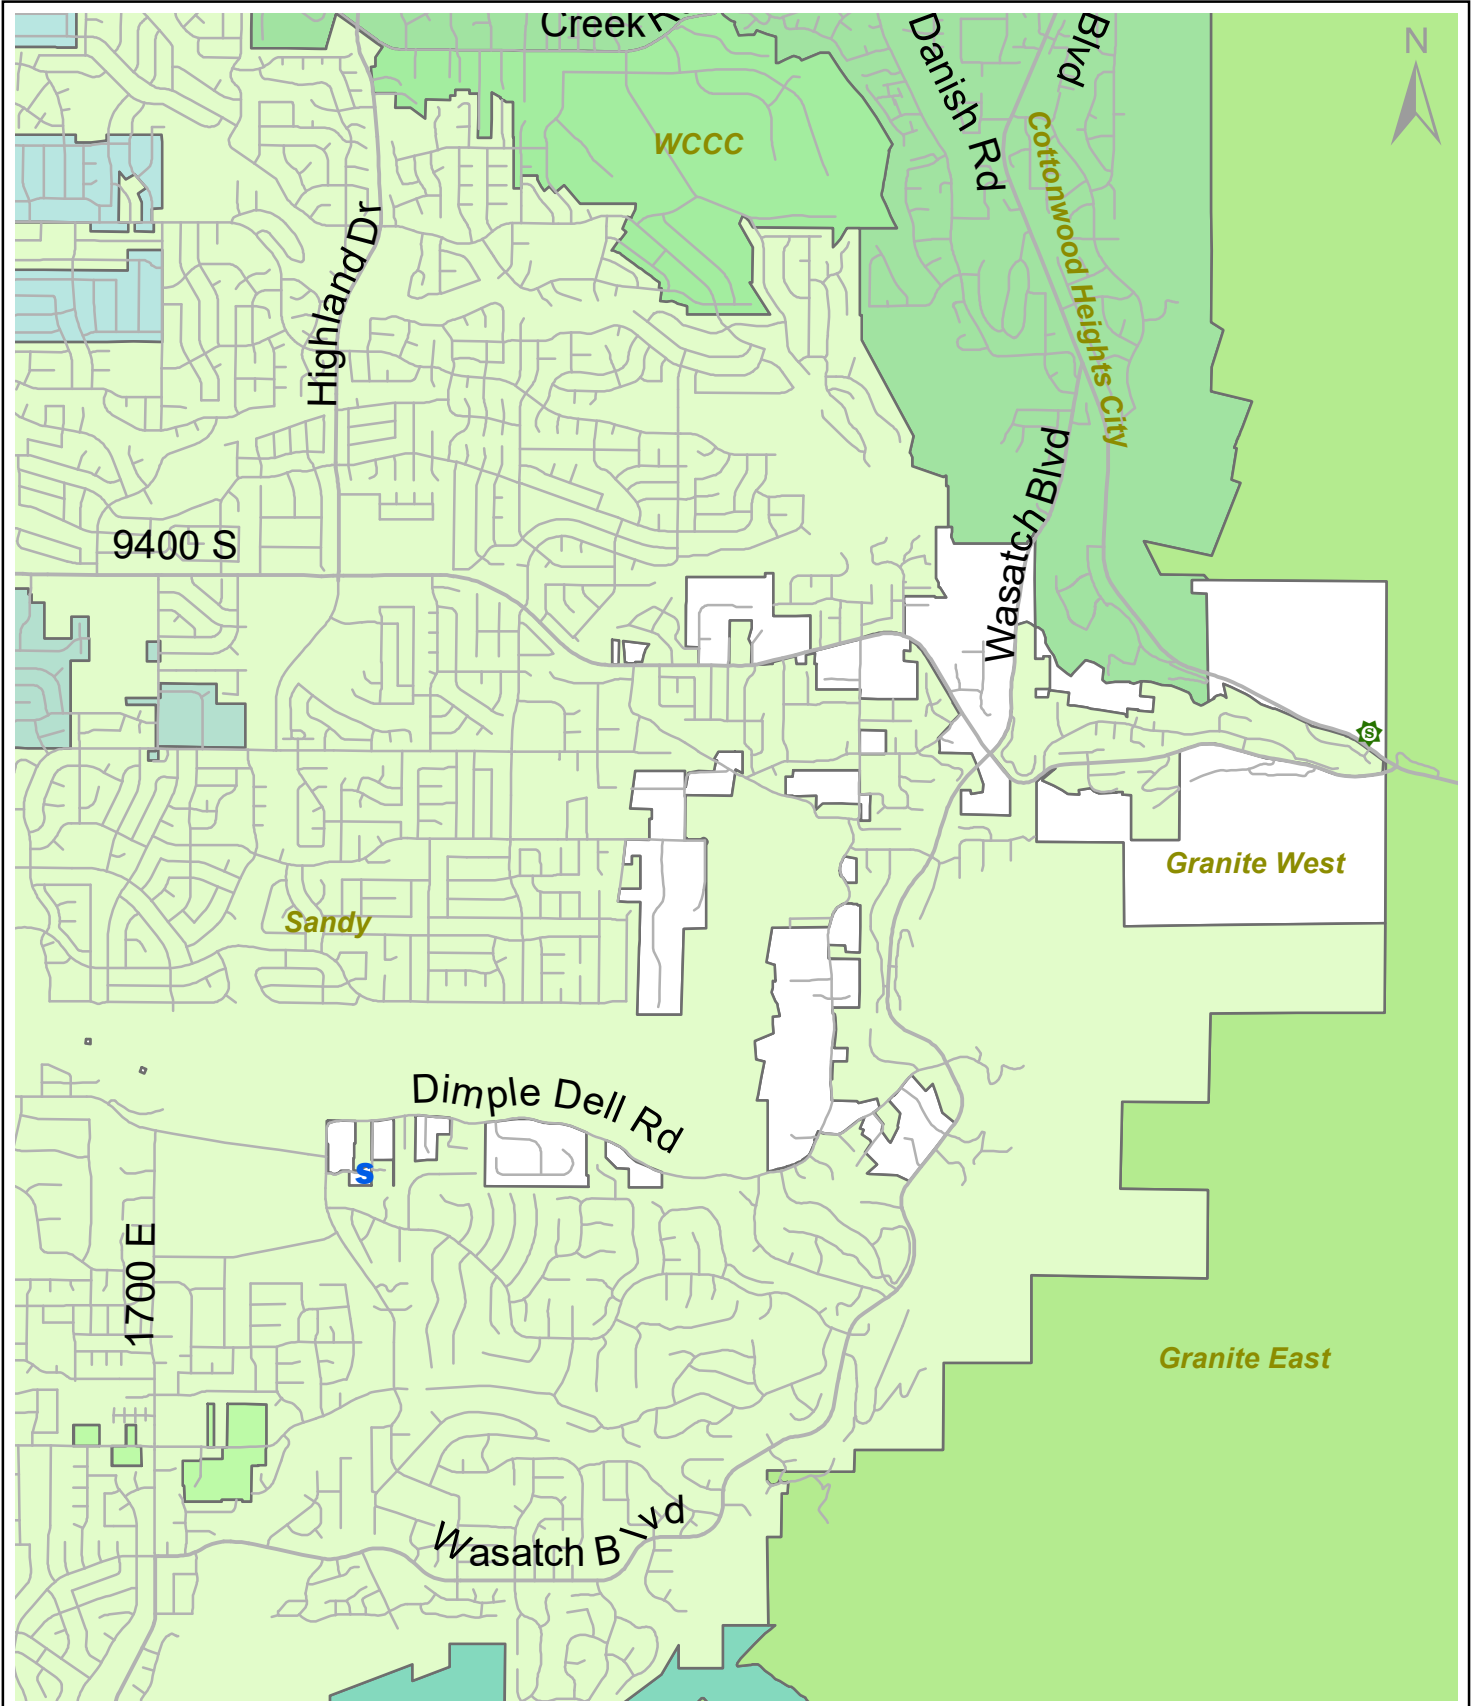 Creek R
Danish Rd
Blvd
N
WCCC
Cottonwood Heights City
Highland Dr
Wasatch Blvd
9400 S
S
Granite West
Sandy
Dimple Dell Rd
S
1700 E
Granite East
Wasatch Blvd